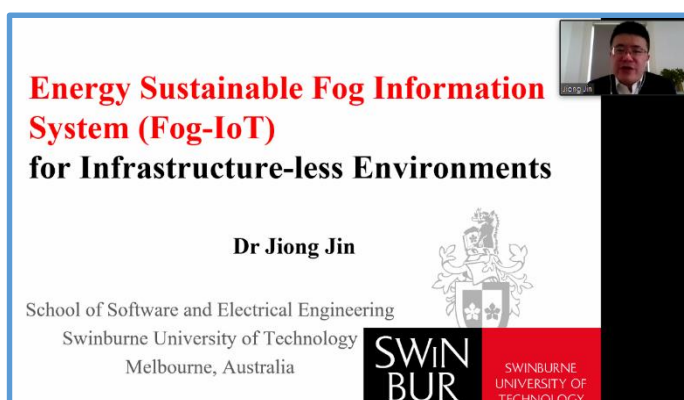 Energy Sustainable Fog Information
System (Fog-IoT)
for Infrastructure-less Environments
Jiong Jin
Dr Jiong Jin
School of Software and Electrical Engineering
Swinburne University of Technology
Melbourne, Australia
SWIN
BUR
SWINBURNE
UNIVERSITY OF
TECHNOLOGY